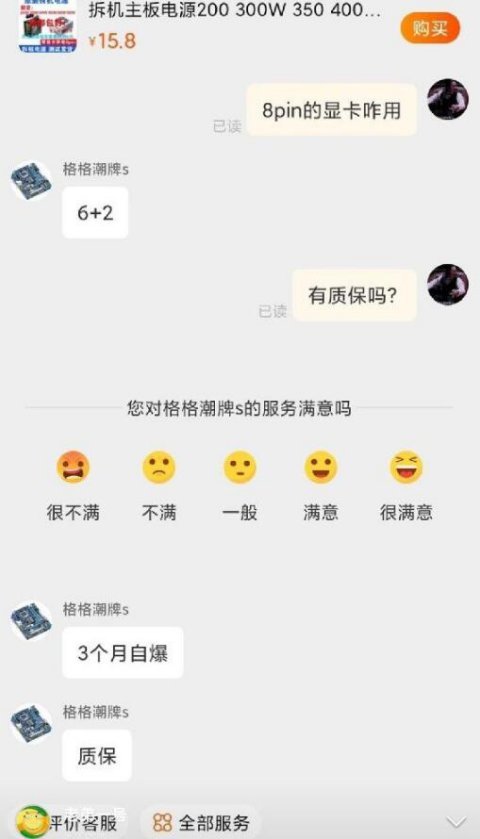 拆机主板电源200 300W 350 400...
¥15.8
购买
8pin的显卡咋用
已读
格格潮牌s
6+2
有质保吗?
已读
您对格格潮牌s的服务满意吗
很不满
不满
一般
满意
很满意
格格潮牌s
3个月自爆
格格潮牌s
质保
评价客服
全部服务